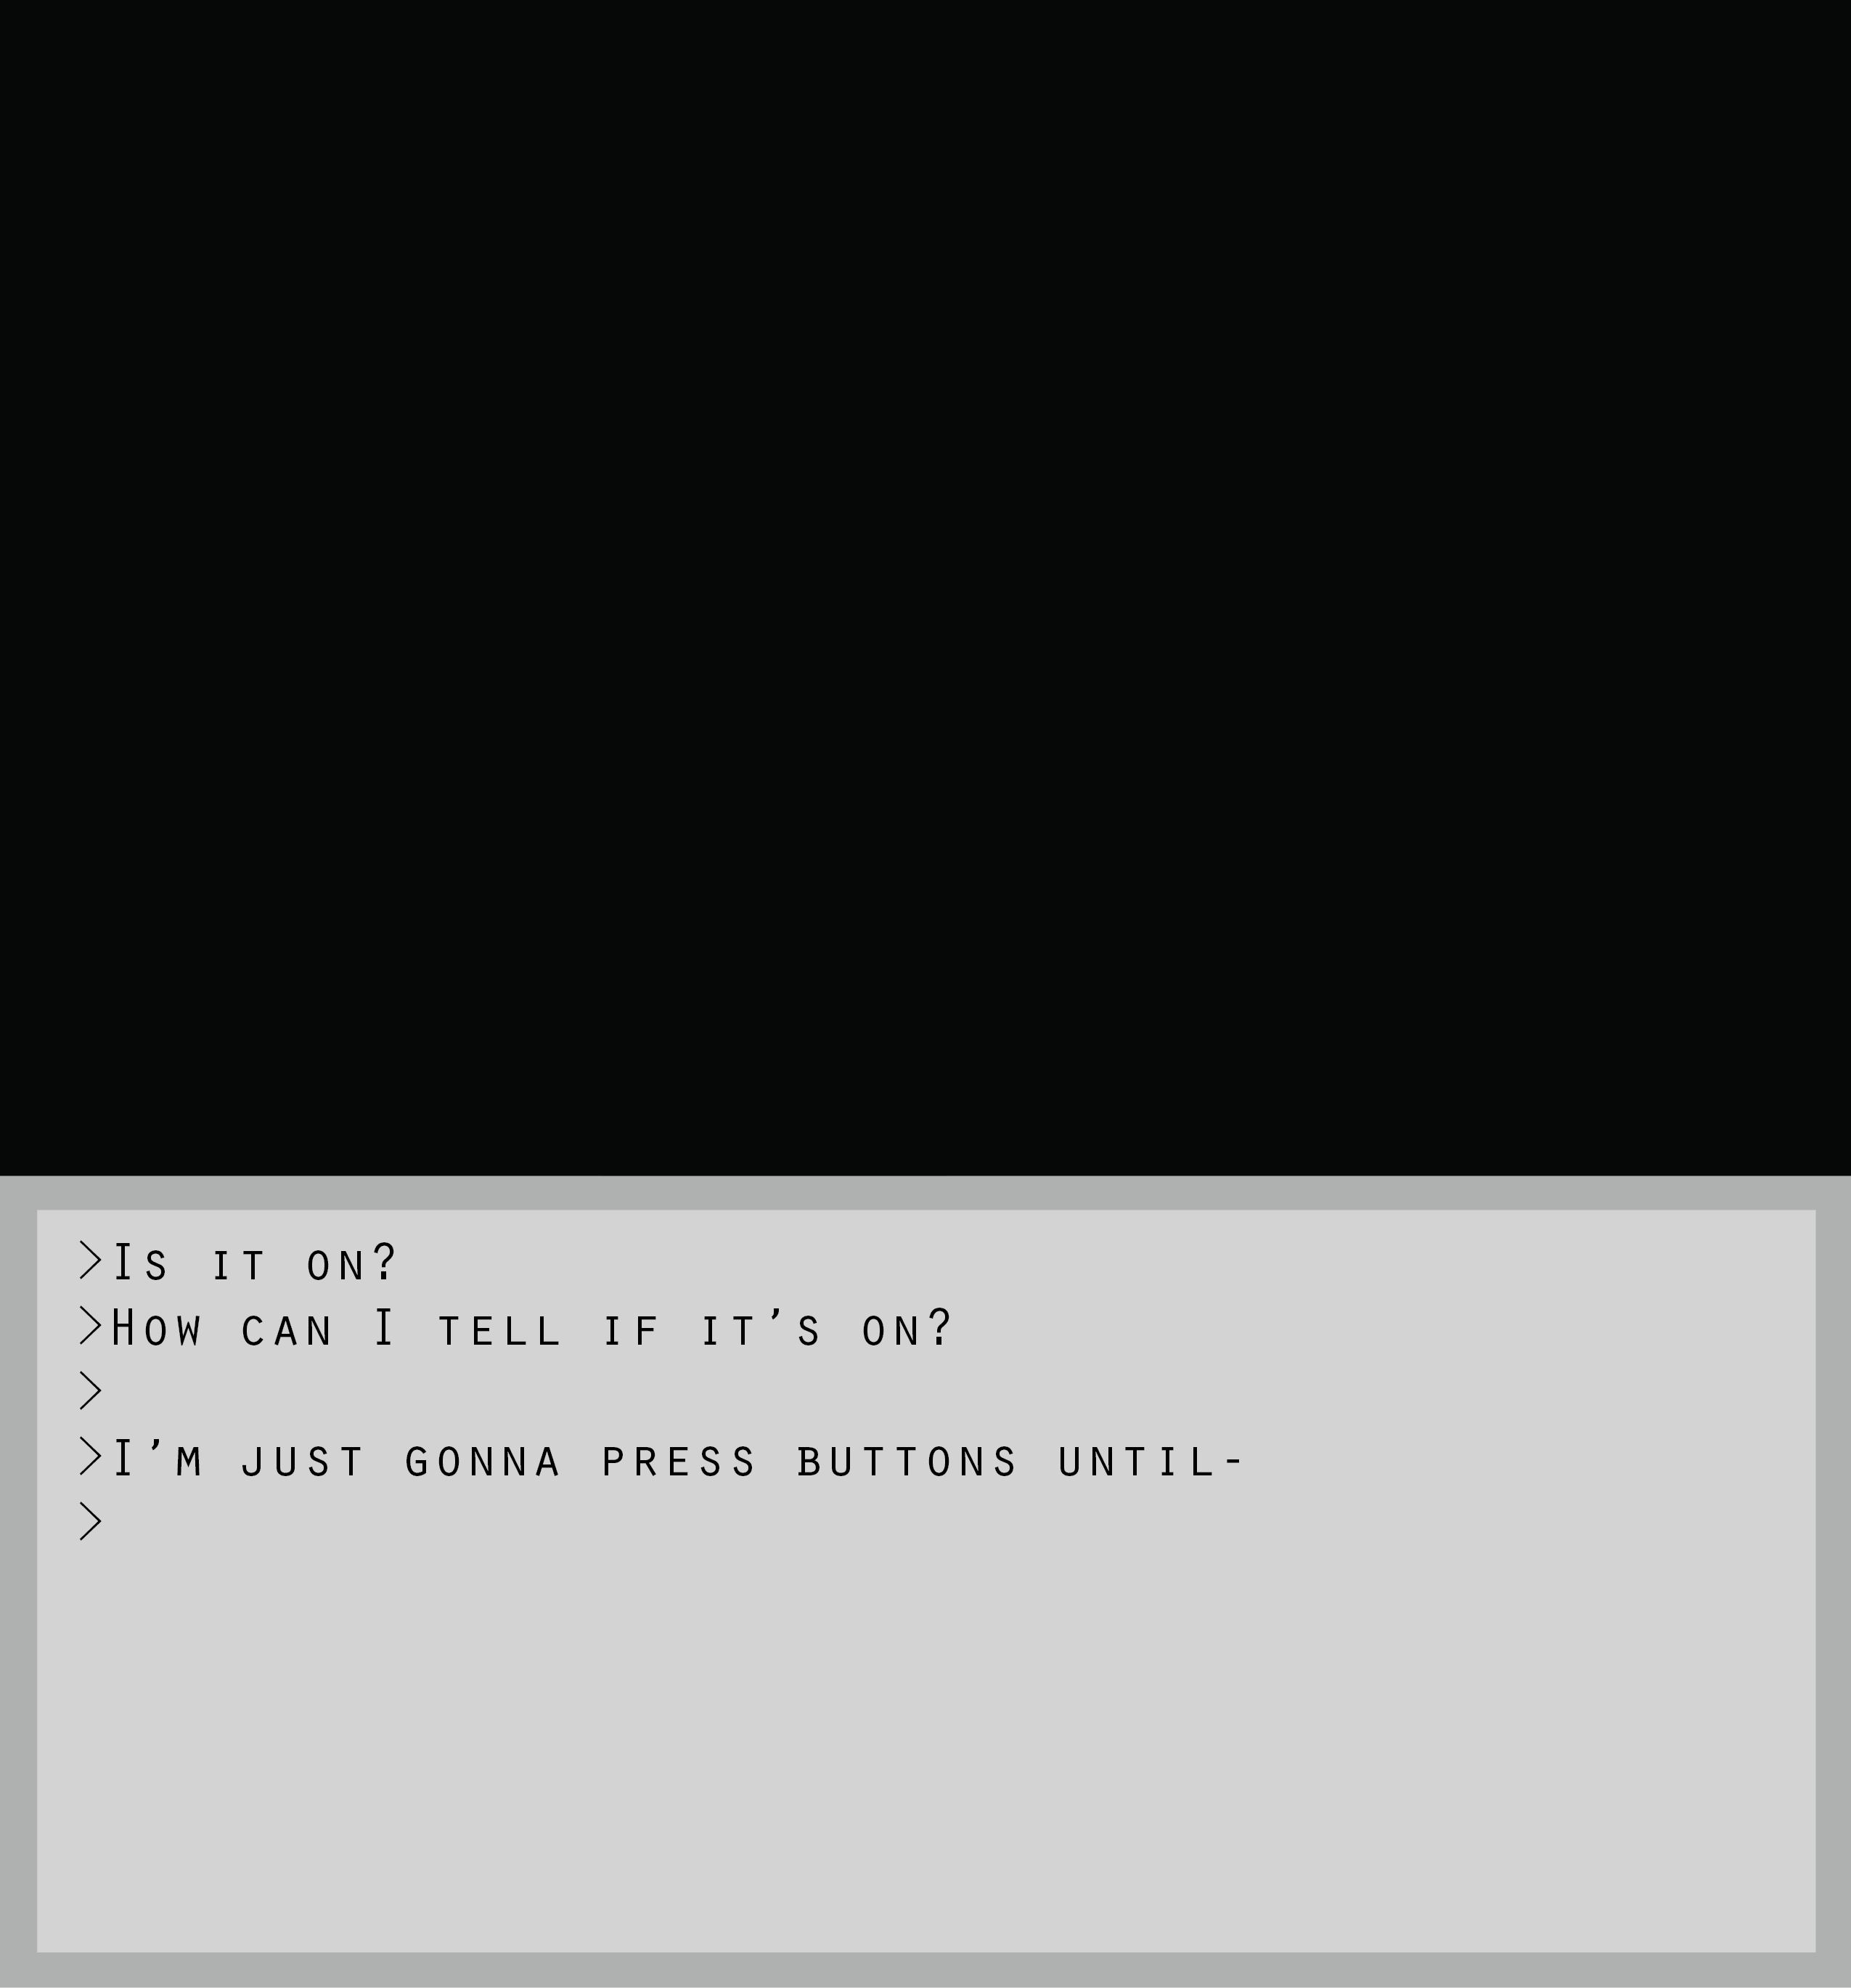 >Is it on?
>How can I tell if it's on?
>
>I'm just gonna press buttons until-
>